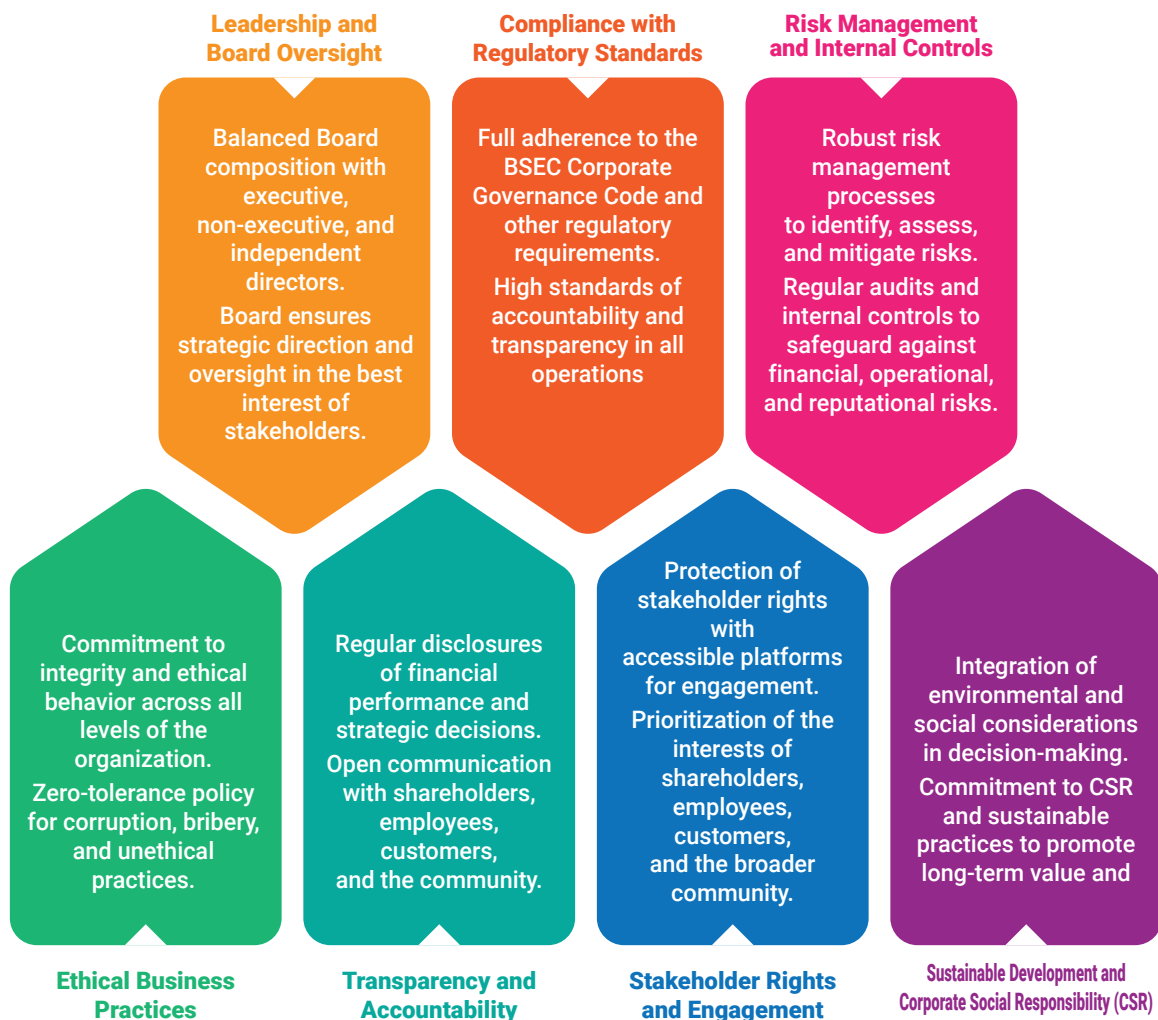 Leadership and
Board Oversight
Balanced Board
composition with
executive,
non-executive, and
independent
directors.
Board ensures
strategic direction and
oversight in the best
interest of
stakeholders.
Compliance with
Regulatory Standards
Full adherence to the
BSEC Corporate
Governance Code and
other regulatory
requirements.
High standards of
accountability and
transparency in all
operations
Risk Management
and Internal Controls
Robust risk
management
processes
to identify, assess,
and mitigate risks.
Regular audits and
internal controls to
safeguard against
financial, operational,
and reputational risks.
Commitment to
integrity and ethical
behavior across all
levels of the
organization.
Zero-tolerance policy
for corruption, bribery,
and unethical
practices.
Ethical Business
Practices
Regular disclosures
of financial
performance and
strategic decisions.
Open communication
with shareholders,
employees,
customers,
and the community.
Transparency and
Accountability
Protection of
stakeholder rights
with
accessible platforms
for engagement.
Prioritization of the
interests of
shareholders,
employees,
customers,
and the broader
community.
Stakeholder Rights
and Engagement
Integration of
environmental and
social considerations
in decision-making.
Commitment to CSR
and sustainable
practices to promote
long-term value and
Sustainable Development and
Corporate Social Responsibility (CSR)